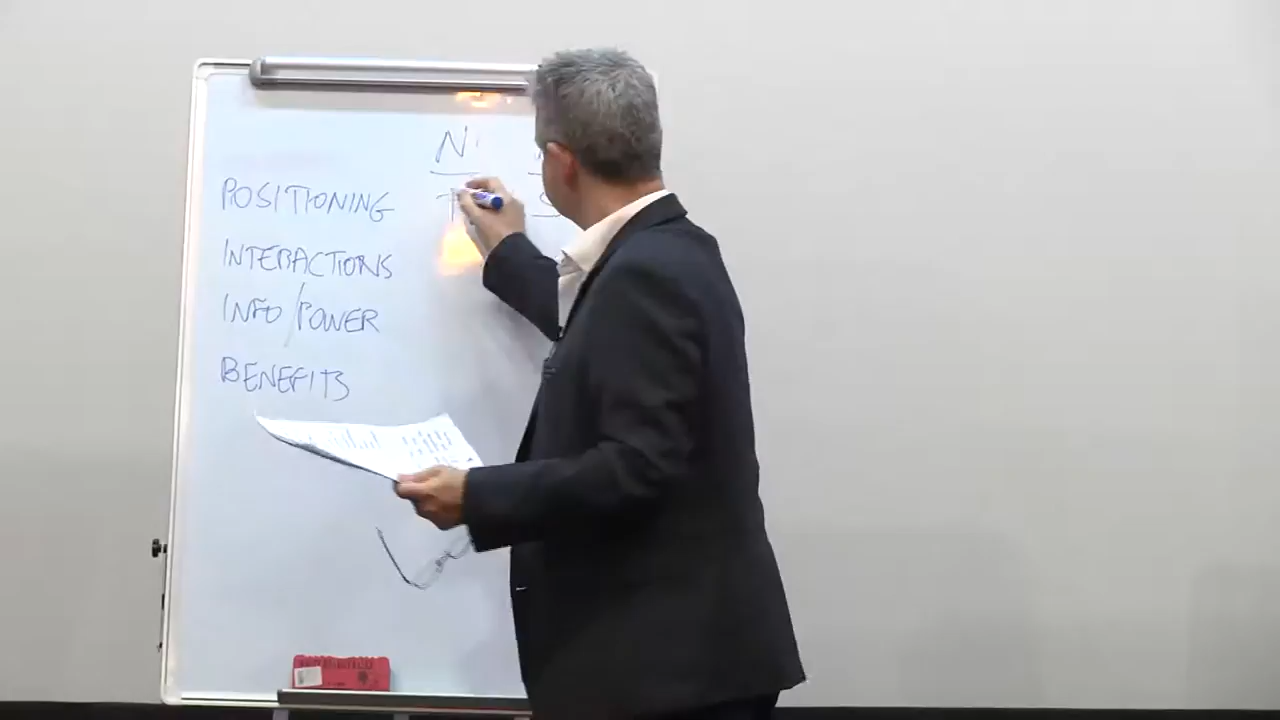 N
POSITIONING
S
INTERACTIONS
INFO/POWER
BENEFITS